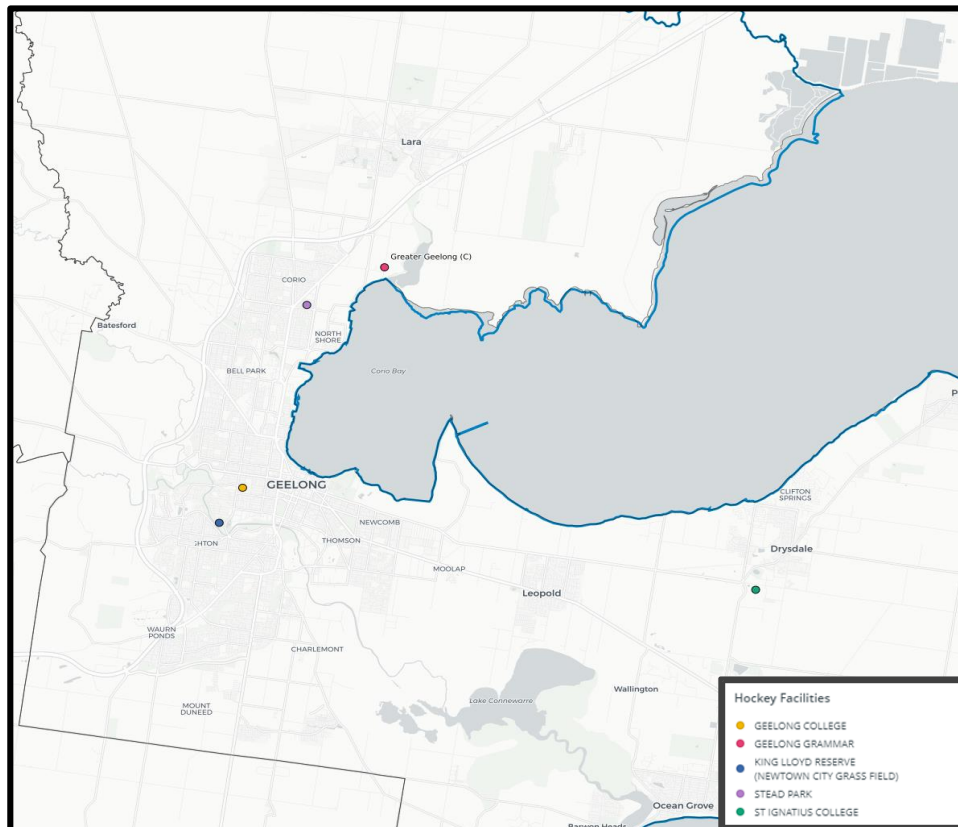 Lara
Greater Geelong (C)
CORIO
NORTH
SHORE
Batesford
BELL PARK
Corio Bay
GEELONG
CLIFTON
SPRINGS
NEWCOMB
THOMSON
Drysdale
MOOLAP
Leopold
WAURN
PONDS
CHARLEMONT
Wallington
Lake Connewarre
MOUNT
DUNEED
Ocean Grove
Barwon Heads
Hockey Facilities
GEELONG COLLEGE
GEELONG GRAMMAR
KING LLOYD RESERVE
(NEWTOWN CITY GRASS FIELD)
STEAD PARK
ST IGNATIUS COLLEGE